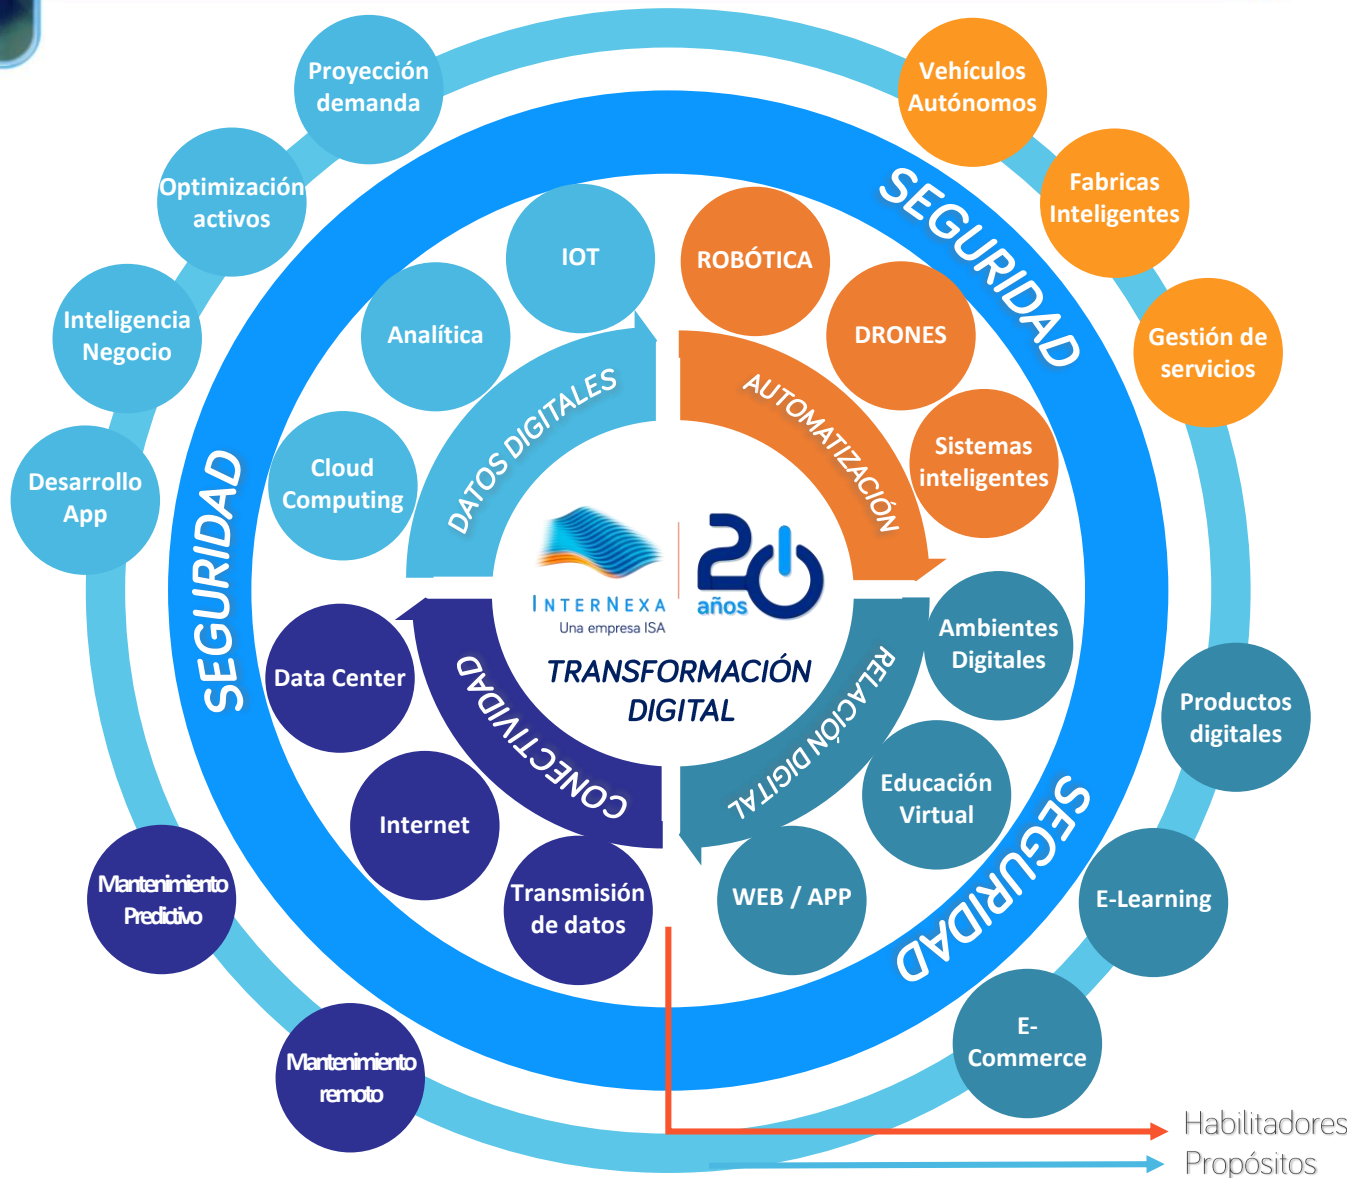 Proyección
demanda
Vehículos
Autónomos
Optimización
activos
Fabricas
Inteligentes
SEGURIDAD
IOT
ROBÓTICA
Inteligencia
Negocio
Analítica
DRONES
Gestión de
servicios
DATOS DIGITALES
AUTOMATIZACIÓN
Desarrollo
App
Cloud
Computing
Sistemas
inteligentes
SEGURIDAD
INTERNEXA
Una empresa ISA
20
años
TRANSFORMACIÓN
DIGITAL
Data Center
Ambientes
Digitales
CONECTIVIDAD
RELACIÓN DIGITAL
Productos
digitales
Internet
Educación
Virtual
SEGURIDAD
Mantenimiento
Predictivo
Transmisión
de datos
WEB / APP
E-Learning
Mantenimiento
remoto
E-
Commerce
Habilitadores
Propósitos